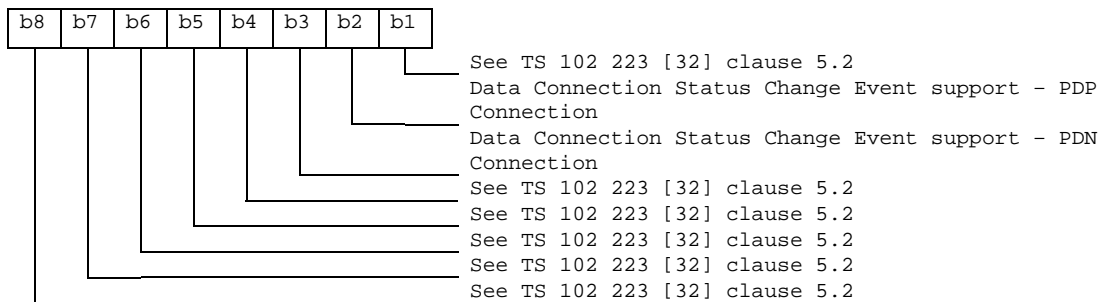 b8 b7 b6 b5 b4 b3 b2 b1
See TS 102 223 [32] clause 5.2
Data Connection Status Change Event support – PDP
Connection
Data Connection Status Change Event support – PDN
Connection
See TS 102 223 [32] clause 5.2
See TS 102 223 [32] clause 5.2
See TS 102 223 [32] clause 5.2
See TS 102 223 [32] clause 5.2
See TS 102 223 [32] clause 5.2